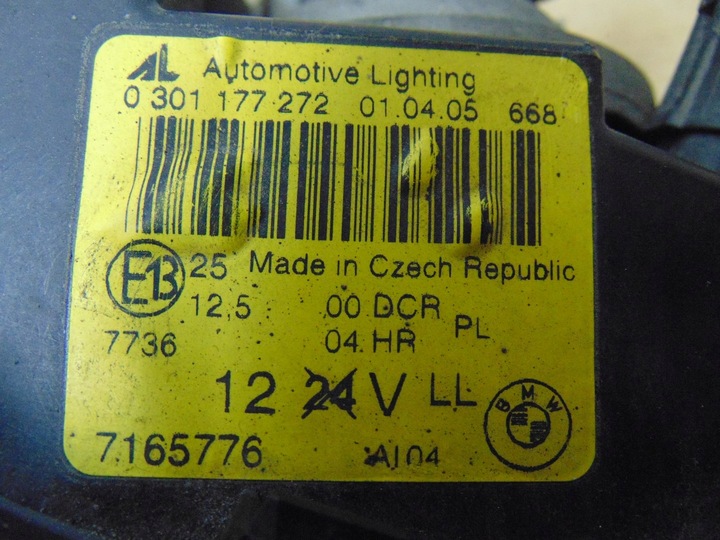 AL Automotive Lighting
0 301 177 272 01.04.05 668
E13 25 Made in Czech Republic
12,5 00 DCR
7736 04 HR PL
12 24 V LL
BMW
7165776 AI04